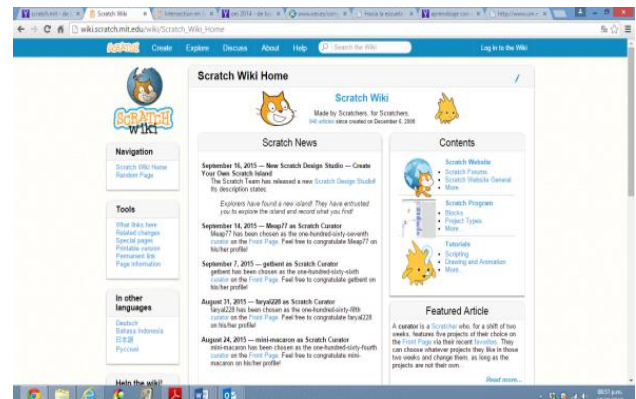 wiki.scratch.mit.edu/wiki/Scratch_Wiki_Home
SCRATCH Create Explore Discuss About Help Search the Wiki Log in to the Wiki
SCRATCH
WIKI
Navigation
Scratch Wiki Home
Random Page
Tools
What links here
Related changes
Special pages
Printable version
Permanent link
Page information
In other
languages
Deutsch
Bahasa Indonesia
日本語
Русский
Help the wiki!
Scratch Wiki Home
Scratch Wiki
Made by Scratchers, for Scratchers.
articles since created on December 6, 2008
Scratch News
September 16, 2015 — New Scratch Design Studio — Create
Your Own Scratch Island
The Scratch Team has released a new Scratch Design Studio!
Its description states:
Explorers have found a new island! They have entrusted
you to explore the island and record what you find!
September 14, 2015 — Meap77 as Scratch Curator
Meap77 has been chosen as the one-hundred-sixty-seventh
curator on the Front Page. Feel free to congratulate Meap77 on
his/her profile!
September 7, 2015 — getbent as Scratch Curator
getbent has been chosen as the one-hundred-sixty-sixth
curator on the Front Page. Feel free to congratulate getbent on
his/her profile!
August 31, 2015 — faryal228 as Scratch Curator
faryal228 has been chosen as the one-hundred-sixty-fifth
curator on the Front Page. Feel free to congratulate faryal228
on his/her profile!
August 24, 2015 — mini-macaron as Scratch Curator
mini-macaron has been chosen as the one-hundred-sixty-fourth
curator on the Front Page. Feel free to congratulate mini-
macaron on his/her profile!
Contents
Scratch Website
Scratch Forums
Scratch Website General
More...
Scratch Program
Blocks
Project Types
More...
Tutorials
Scripting
Drawing and Animation
More...
Featured Article
A curator is a Scratcher who, for a shift of two
weeks, features five projects of their choice on
the Front Page via their recent favorites. They
can choose whatever projects they like in those
two weeks and change them, as long as the
projects are not their own...
Read more...
08:51 p.m.